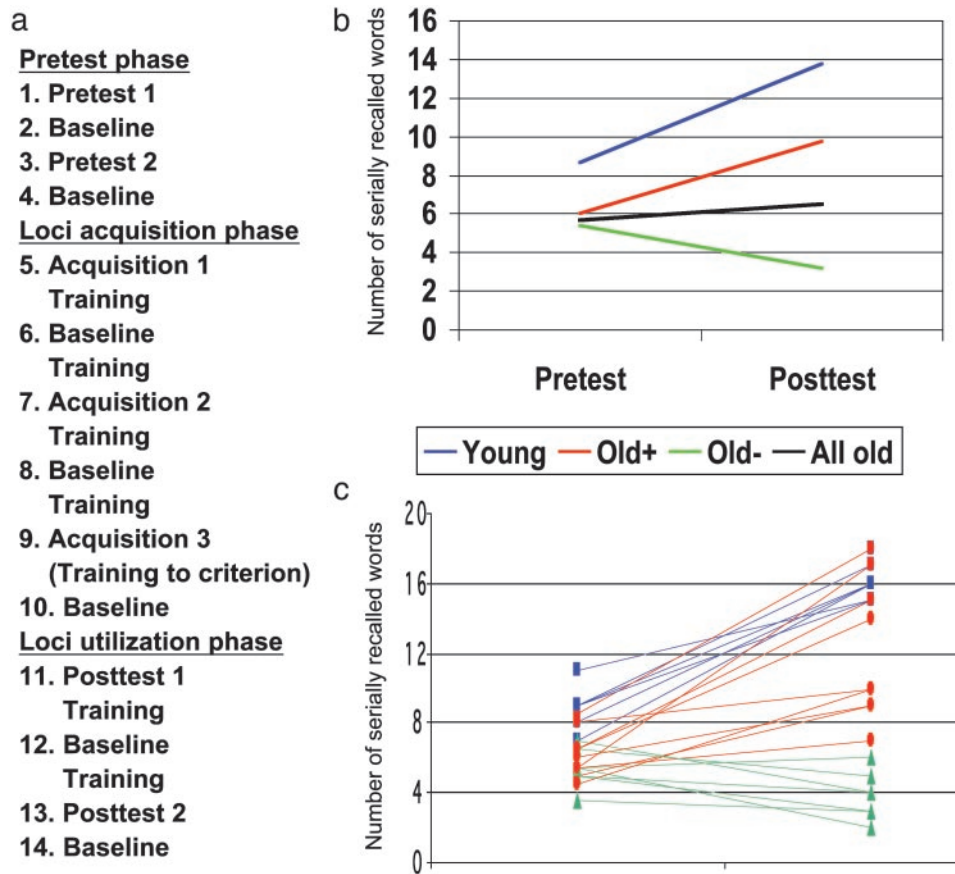 a
Pretest phase
1. Pretest 1
2. Baseline
3. Pretest 2
4. Baseline
Loci acquisition phase
5. Acquisition 1
Training
6. Baseline
Training
7. Acquisition 2
Training
8. Baseline
Training
9. Acquisition 3
(Training to criterion)
10. Baseline
Loci utilization phase
11. Posttest 1
Training
12. Baseline
Training
13. Posttest 2
14. Baseline
b
Number of serially recalled words
16
14
12
10
8
6
4
2
0
Pretest Posttest
Young Old+ Old- All old
c
Number of serially recalled words
20
16
12
8
4
0